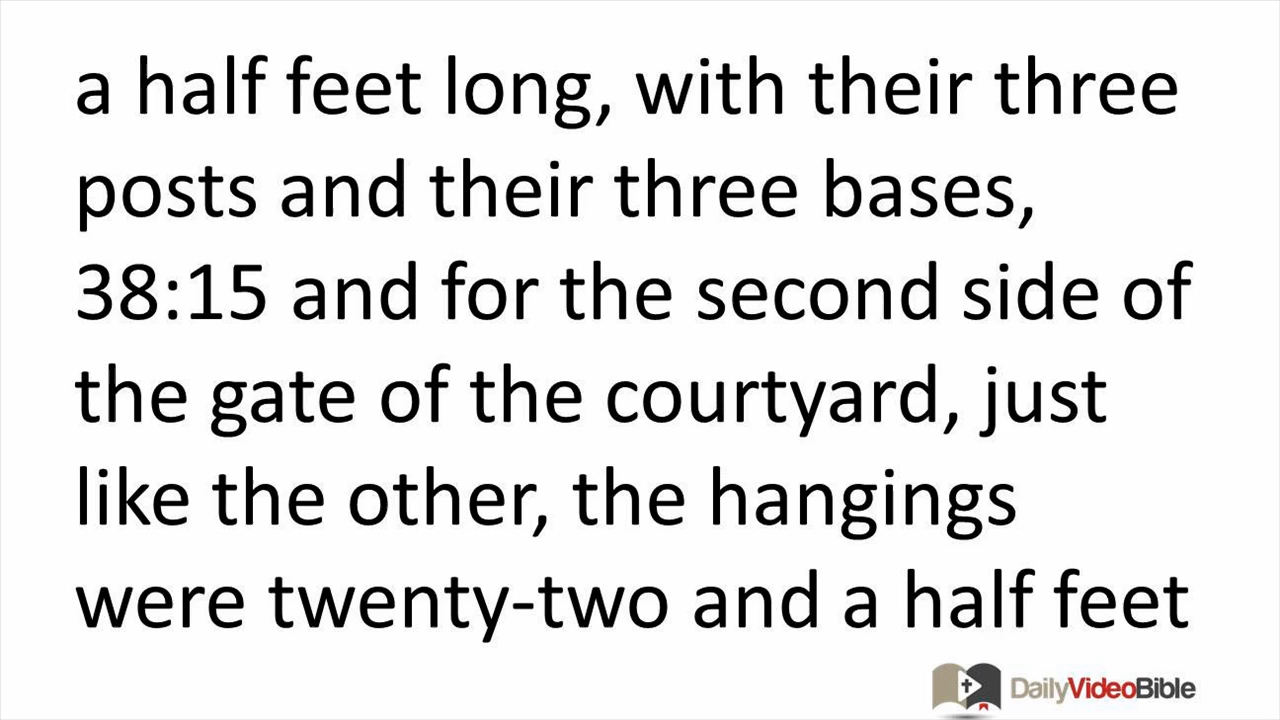 a half feet long, with their three
posts and their three bases,
38:15 and for the second side of
the gate of the courtyard, just
like the other, the hangings
were twenty-two and a half feet
DailyVideoBible